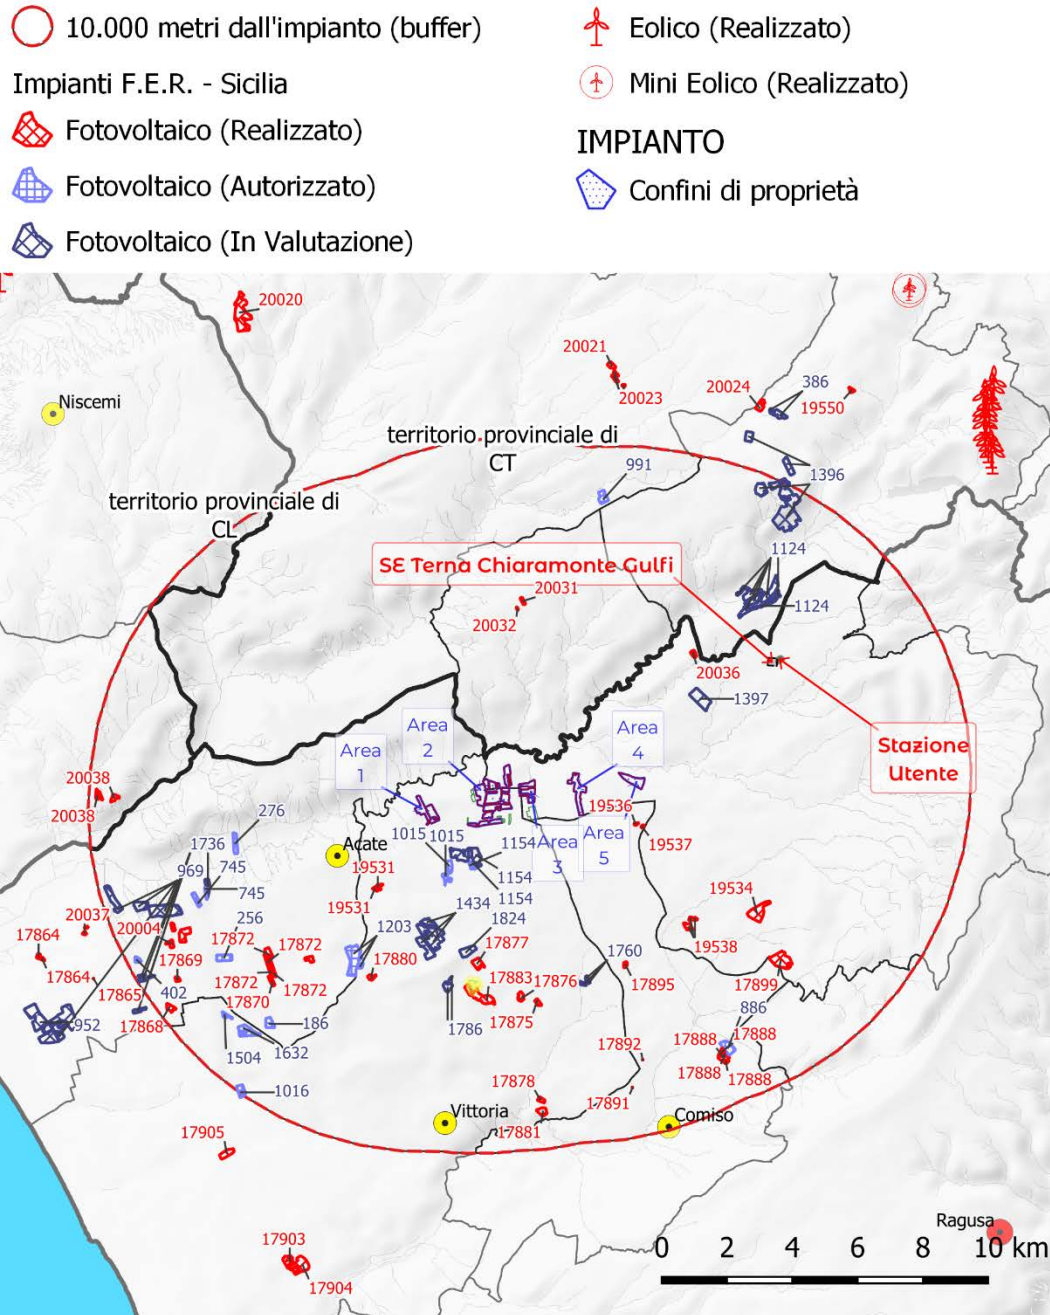 10.000 metri dall'impianto (buffer)
Impianti F.E.R. - Sicilia
Fotovoltaico (Realizzato)
Fotovoltaico (Autorizzato)
Fotovoltaico (In Valutazione)
Eolico (Realizzato)
Mini Eolico (Realizzato)
IMPIANTO
Confini di proprietà
20020
20021
20023
20024
386
19550
Niscemi
territorio provinciale di
CT
991
1396
territorio provinciale di
CL
SE Terna Chiaramonte Gulfi
1124
1124
20031
20032
20036
1397
Area
1
Area
2
Area
4
Stazione
Utente
20038
20038
276
19536
Area
5
19537
Area
3
1736
745
745
969
Acate
1015
1015
1154
1154
1154
19531
19531
19534
20037
20004
256
1434
1824
1203
19538
17864
17864
17869
17872
17872
17872
17872
17870
17880
17877
17883
17876
17875
1760
17895
17899
17865
402
17868
952
186
1504
1632
1016
1786
886
17888
17888
17888
17888
17892
17891
17878
17881
Vittoria
Comiso
17905
17903
17904
Ragusa
0 2 4 6 8 10 km